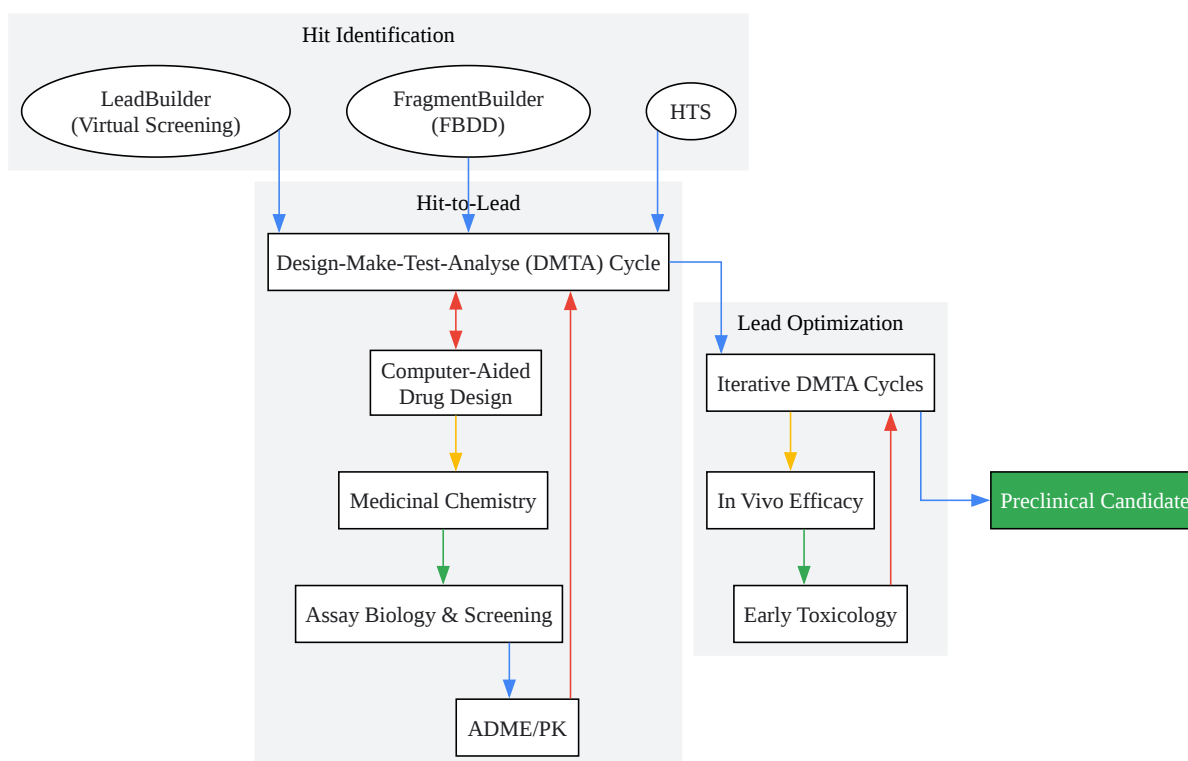 Hit Identification
LeadBuilder
(Virtual Screening)
FragmentBuilder
(FBDD)
HTS
Hit-to-Lead
Design-Make-Test-Analyse (DMTA) Cycle
Computer-Aided
Drug Design
Medicinal Chemistry
Assay Biology & Screening
ADME/PK
Lead Optimization
Iterative DMTA Cycles
In Vivo Efficacy
Early Toxicology
Preclinical Candidate